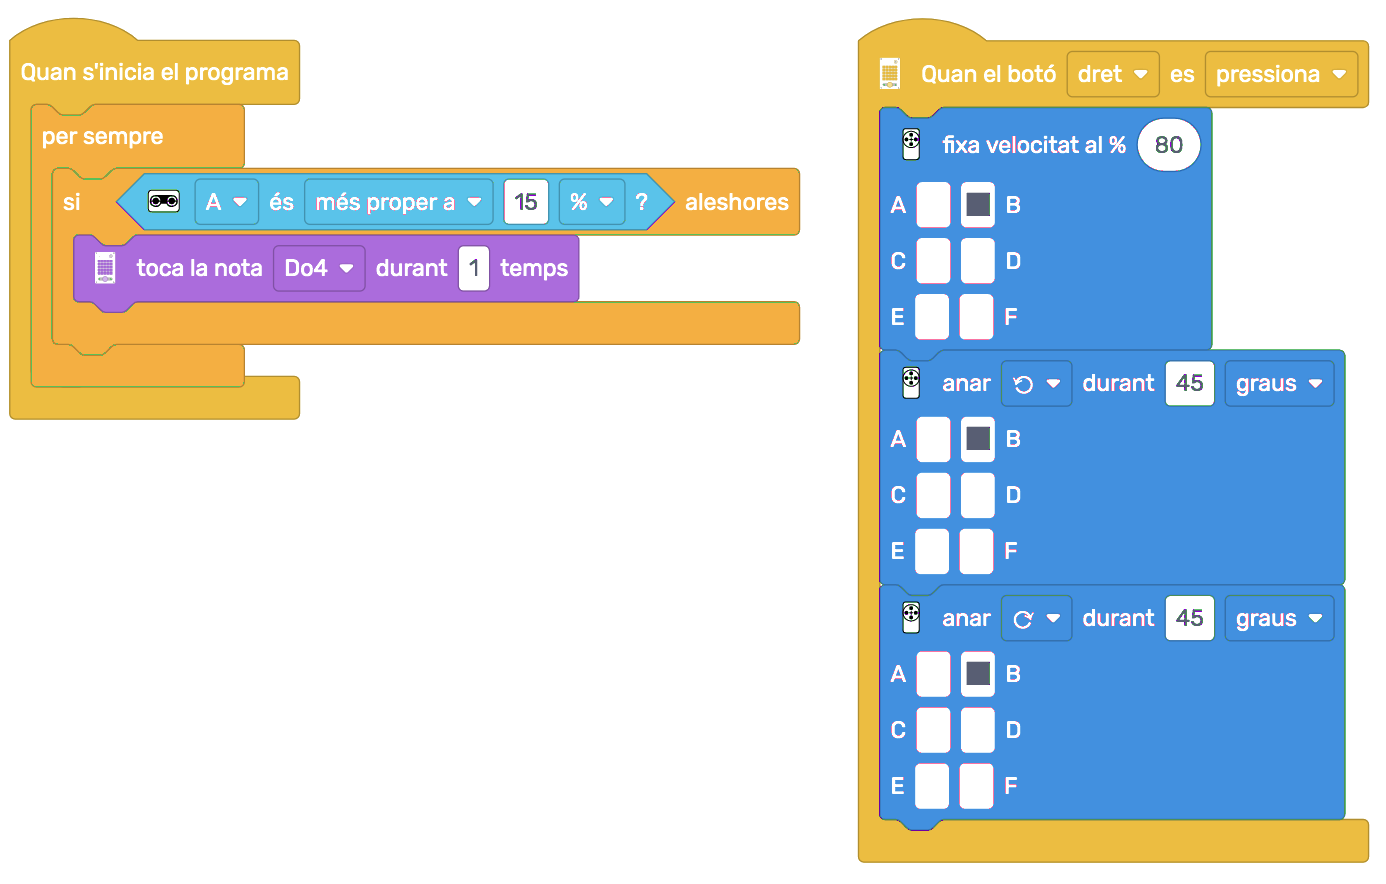 Quan s'inicia el programa
per sempre
si A és més proper a 15 % ? aleshores
toca la nota Do4 durant 1 temps
Quan el botó dret es pressiona
fixa velocitat al % 80
A B
C D
E F
anar durant 45 graus
A B
C D
E F
anar durant 45 graus
A B
C D
E F